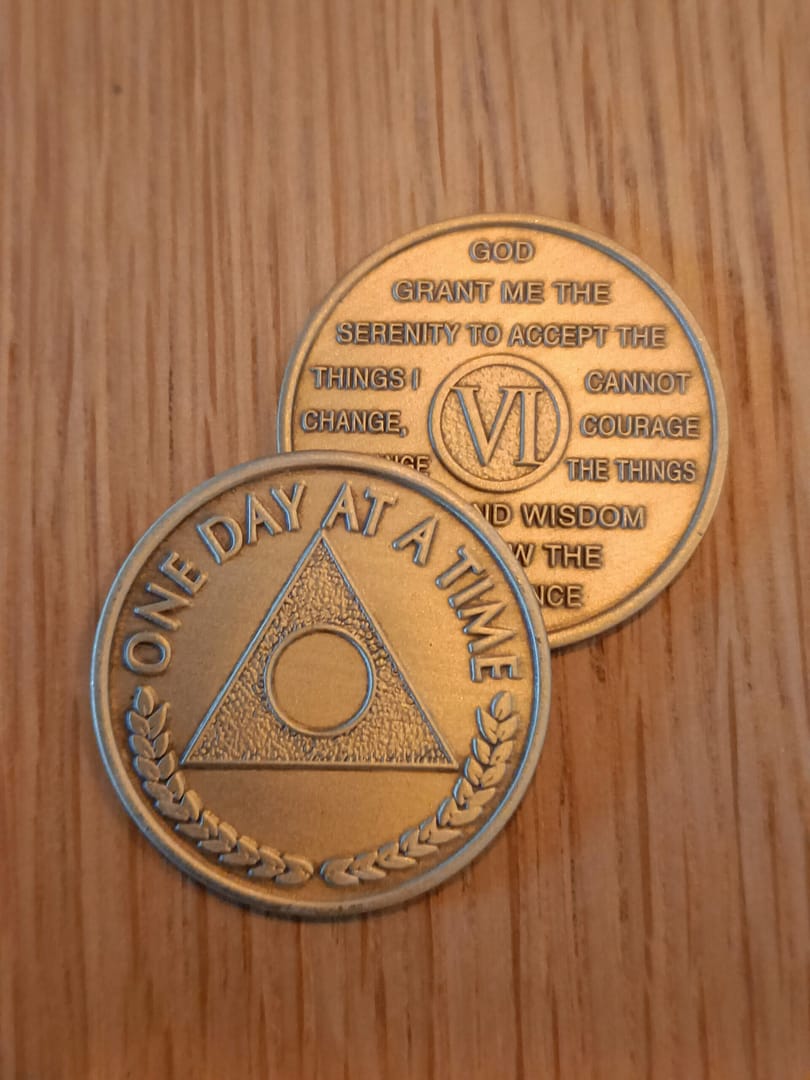 GOD
GRANT ME THE
SERENITY TO ACCEPT THE
THINGS I CANNOT
CHANGE, COURAGE
THE THINGS
WISDOM
THE
VI
ONE DAY AT A TIME